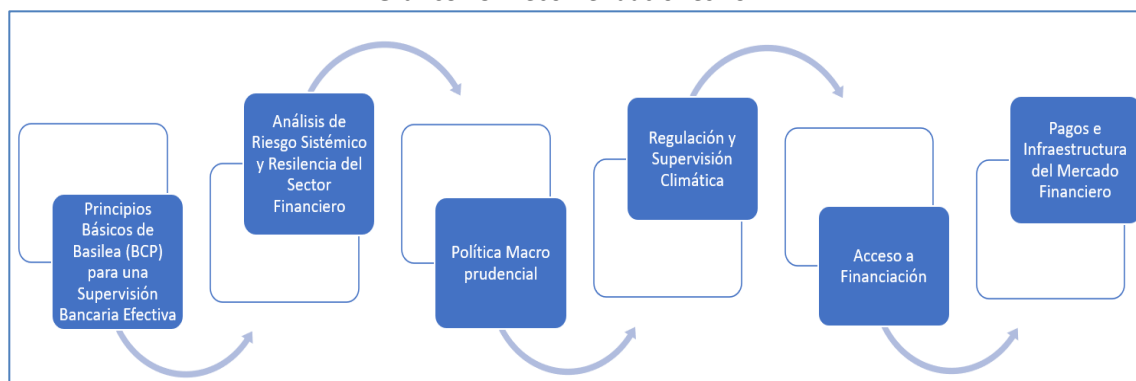 Principios
Básicos de
Basilea (BCP)
para una
Supervisión
Bancaria Efectiva
Análisis de
Riesgo Sistémico
y Resilencia del
Sector
Financiero
Política Macro
prudencial
Regulación y
Supervisión
Climática
Acceso a
Financiación
Pagos e
Infraestructura
del Mercado
Financiero